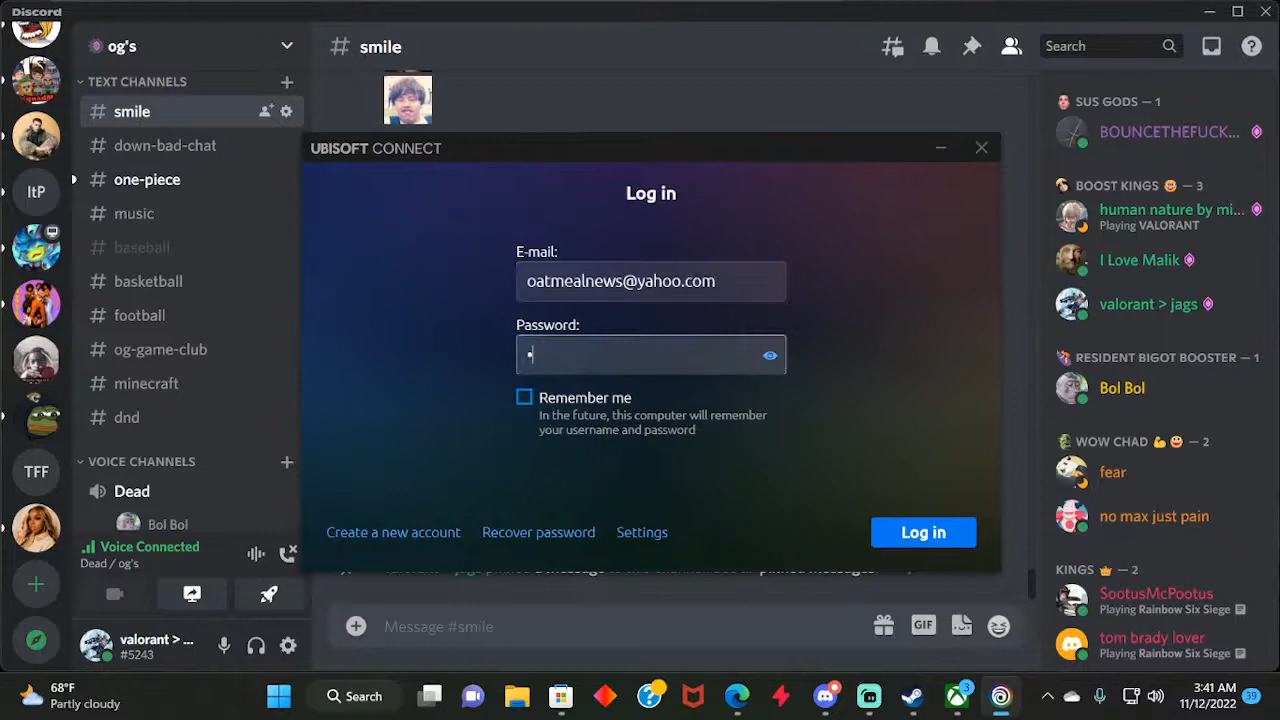 Discord
og's
# smile
Search
TEXT CHANNELS
# smile
# down-bad-chat
# one-piece
# music
# baseball
# basketball
# football
# og-game-club
# minecraft
# dnd
VOICE CHANNELS
Dead
Bol Bol
Voice Connected
Dead / og's
valorant > ...
#5243
ItP
TFF
UBISOFT CONNECT
Log in
E-mail:
oatmealnews@yahoo.com
Password:
Remember me
In the future, this computer will remember
your username and password
Create a new account
Recover password
Settings
Log in
Message #smile
GIF
SUS GODS — 1
BOUNCETHEFUCK...
BOOST KINGS — 3
human nature by mi...
Playing VALORANT
I Love Malik
valorant > jags
RESIDENT BIGOT BOOSTER — 1
Bol Bol
WOW CHAD — 2
fear
no max just pain
KINGS — 2
SootusMcPootus
Playing Rainbow Six Siege
tom brady lover
Playing Rainbow Six Siege
68°F
Partly cloudy
Search
3
3:41 AM
11/12/2022
39